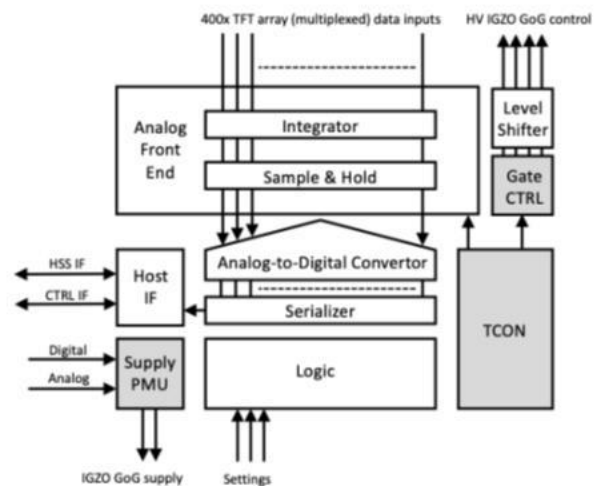 400x TFT array (multiplexed) data inputs
HV IGZO GoG control
Analog
Front
End
Integrator
Sample & Hold
Level
Shifter
Gate
CTRL
HSS IF
CTRL IF
Host
IF
Analog-to-Digital Convertor
Serializer
TCON
Digital
Analog
Supply
PMU
Logic
IGZO GoG supply
Settings